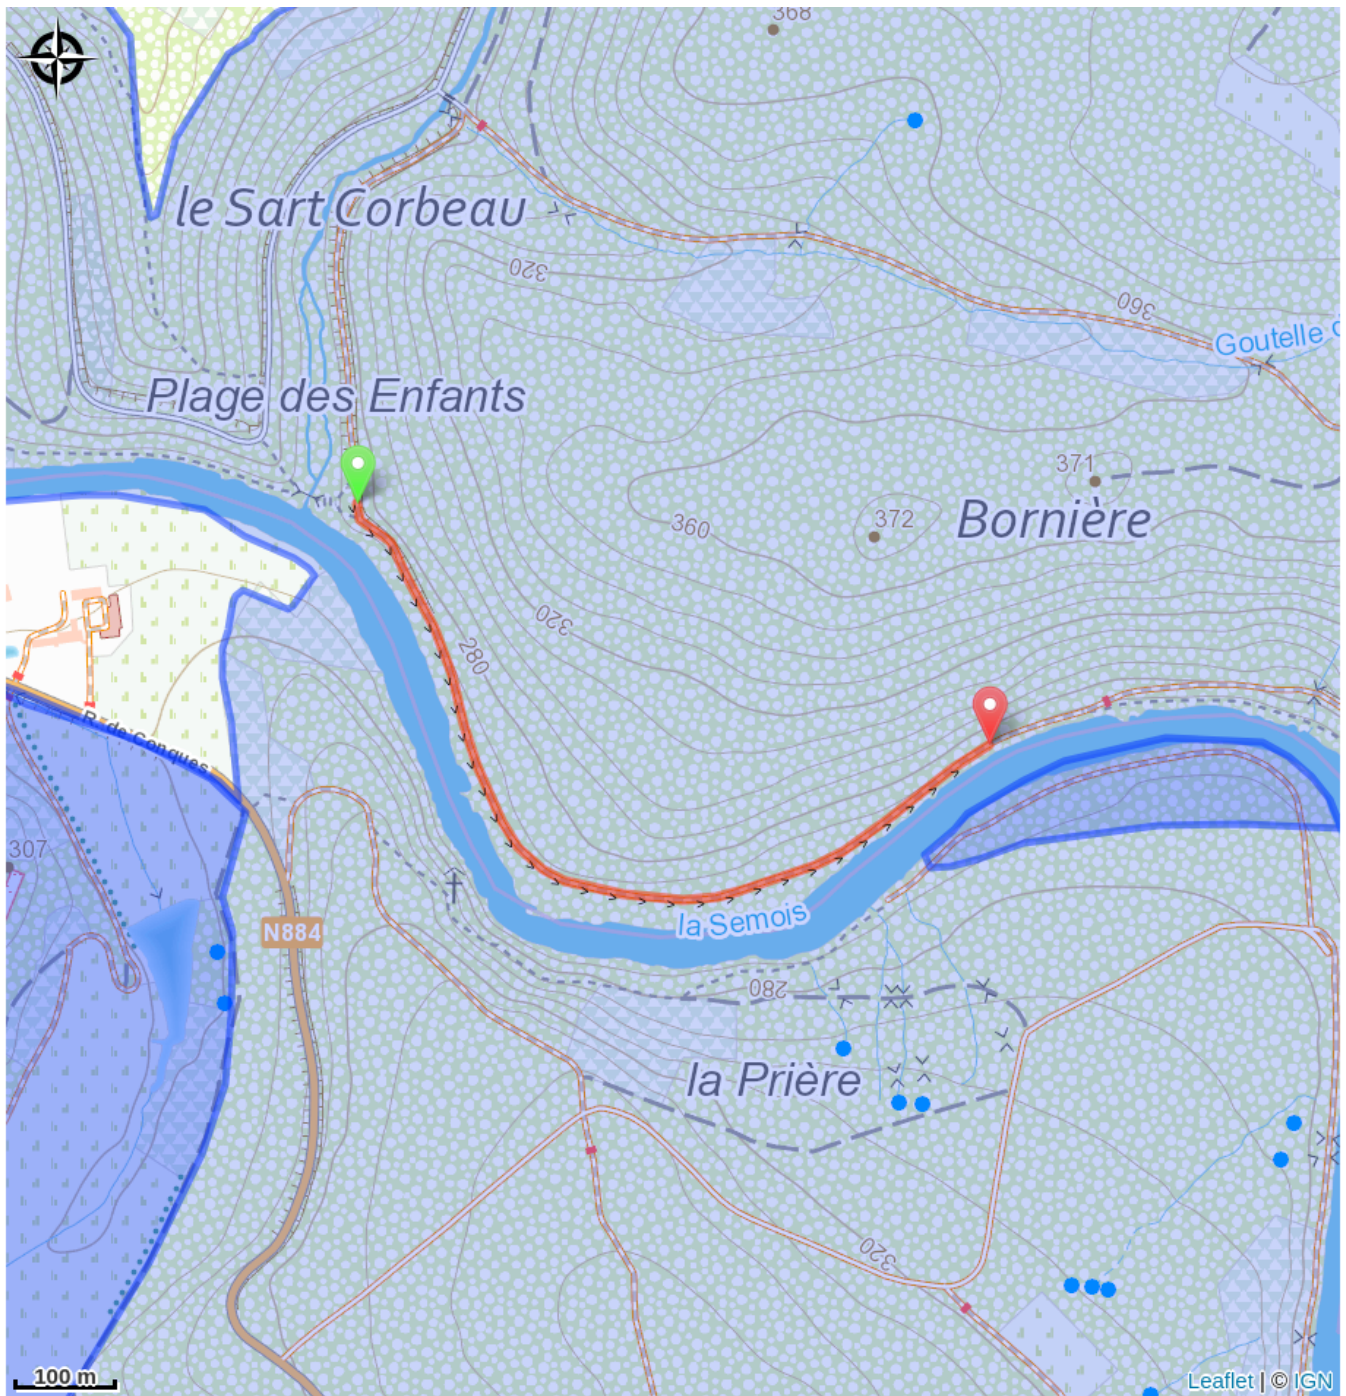 368
le Sart Corbeau
320
360
Goutelle
Plage des Enfants
371
372
Bornière
360
320
280
R. de Conques
307
la Semois
N884
280
la Prière
320
100 m
Leaflet | © IGN